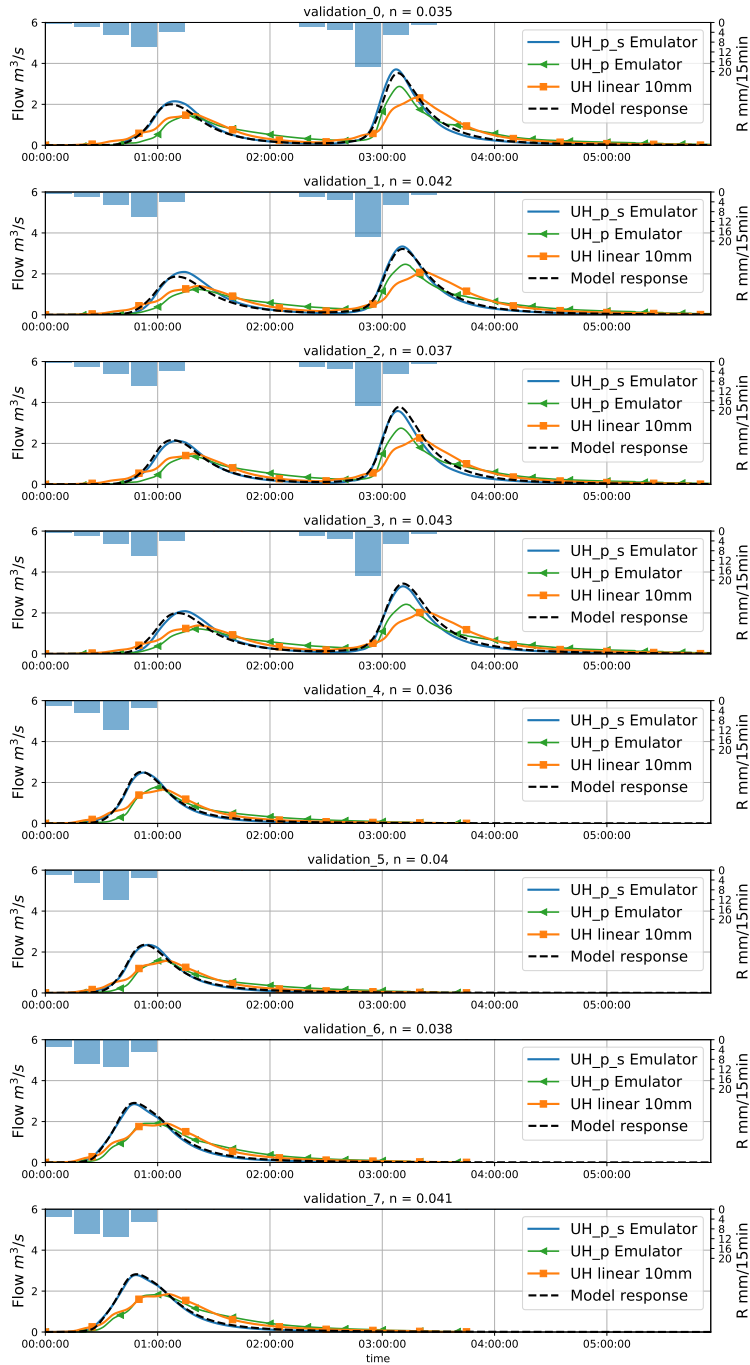 validation_0, n = 0.035
Flow m³/s
6
4
2
0
UH_p_s Emulator
UH_p Emulator
UH linear 10mm
Model response
0
4
8
12
16
20
R mm/15min
00:00:00 01:00:00 02:00:00 03:00:00 04:00:00 05:00:00
validation_1, n = 0.042
Flow m³/s
6
4
2
0
UH_p_s Emulator
UH_p Emulator
UH linear 10mm
Model response
0
4
8
12
16
20
R mm/15min
00:00:00 01:00:00 02:00:00 03:00:00 04:00:00 05:00:00
validation_2, n = 0.037
Flow m³/s
6
4
2
0
UH_p_s Emulator
UH_p Emulator
UH linear 10mm
Model response
0
4
8
12
16
20
R mm/15min
00:00:00 01:00:00 02:00:00 03:00:00 04:00:00 05:00:00
validation_3, n = 0.043
Flow m³/s
6
4
2
0
UH_p_s Emulator
UH_p Emulator
UH linear 10mm
Model response
0
4
8
12
16
20
R mm/15min
00:00:00 01:00:00 02:00:00 03:00:00 04:00:00 05:00:00
validation_4, n = 0.036
Flow m³/s
6
4
2
0
UH_p_s Emulator
UH_p Emulator
UH linear 10mm
Model response
0
4
8
12
16
20
R mm/15min
00:00:00 01:00:00 02:00:00 03:00:00 04:00:00 05:00:00
validation_5, n = 0.04
Flow m³/s
6
4
2
0
UH_p_s Emulator
UH_p Emulator
UH linear 10mm
Model response
0
4
8
12
16
20
R mm/15min
00:00:00 01:00:00 02:00:00 03:00:00 04:00:00 05:00:00
validation_6, n = 0.038
Flow m³/s
6
4
2
0
UH_p_s Emulator
UH_p Emulator
UH linear 10mm
Model response
0
4
8
12
16
20
R mm/15min
00:00:00 01:00:00 02:00:00 03:00:00 04:00:00 05:00:00
validation_7, n = 0.041
Flow m³/s
6
4
2
0
UH_p_s Emulator
UH_p Emulator
UH linear 10mm
Model response
0
4
8
12
16
20
R mm/15min
00:00:00 01:00:00 02:00:00 03:00:00 04:00:00 05:00:00
time